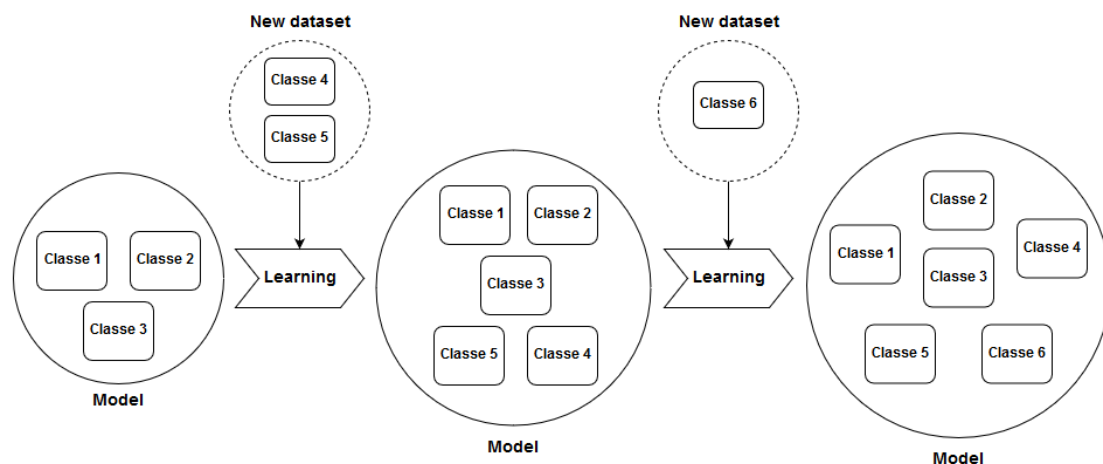 New dataset
Classe 4
Classe 5
Classe 1
Classe 2
Classe 3
Model
Learning
Classe 1
Classe 2
Classe 3
Classe 5
Classe 4
Model
New dataset
Classe 6
Learning
Classe 2
Classe 1
Classe 4
Classe 3
Classe 5
Classe 6
Model